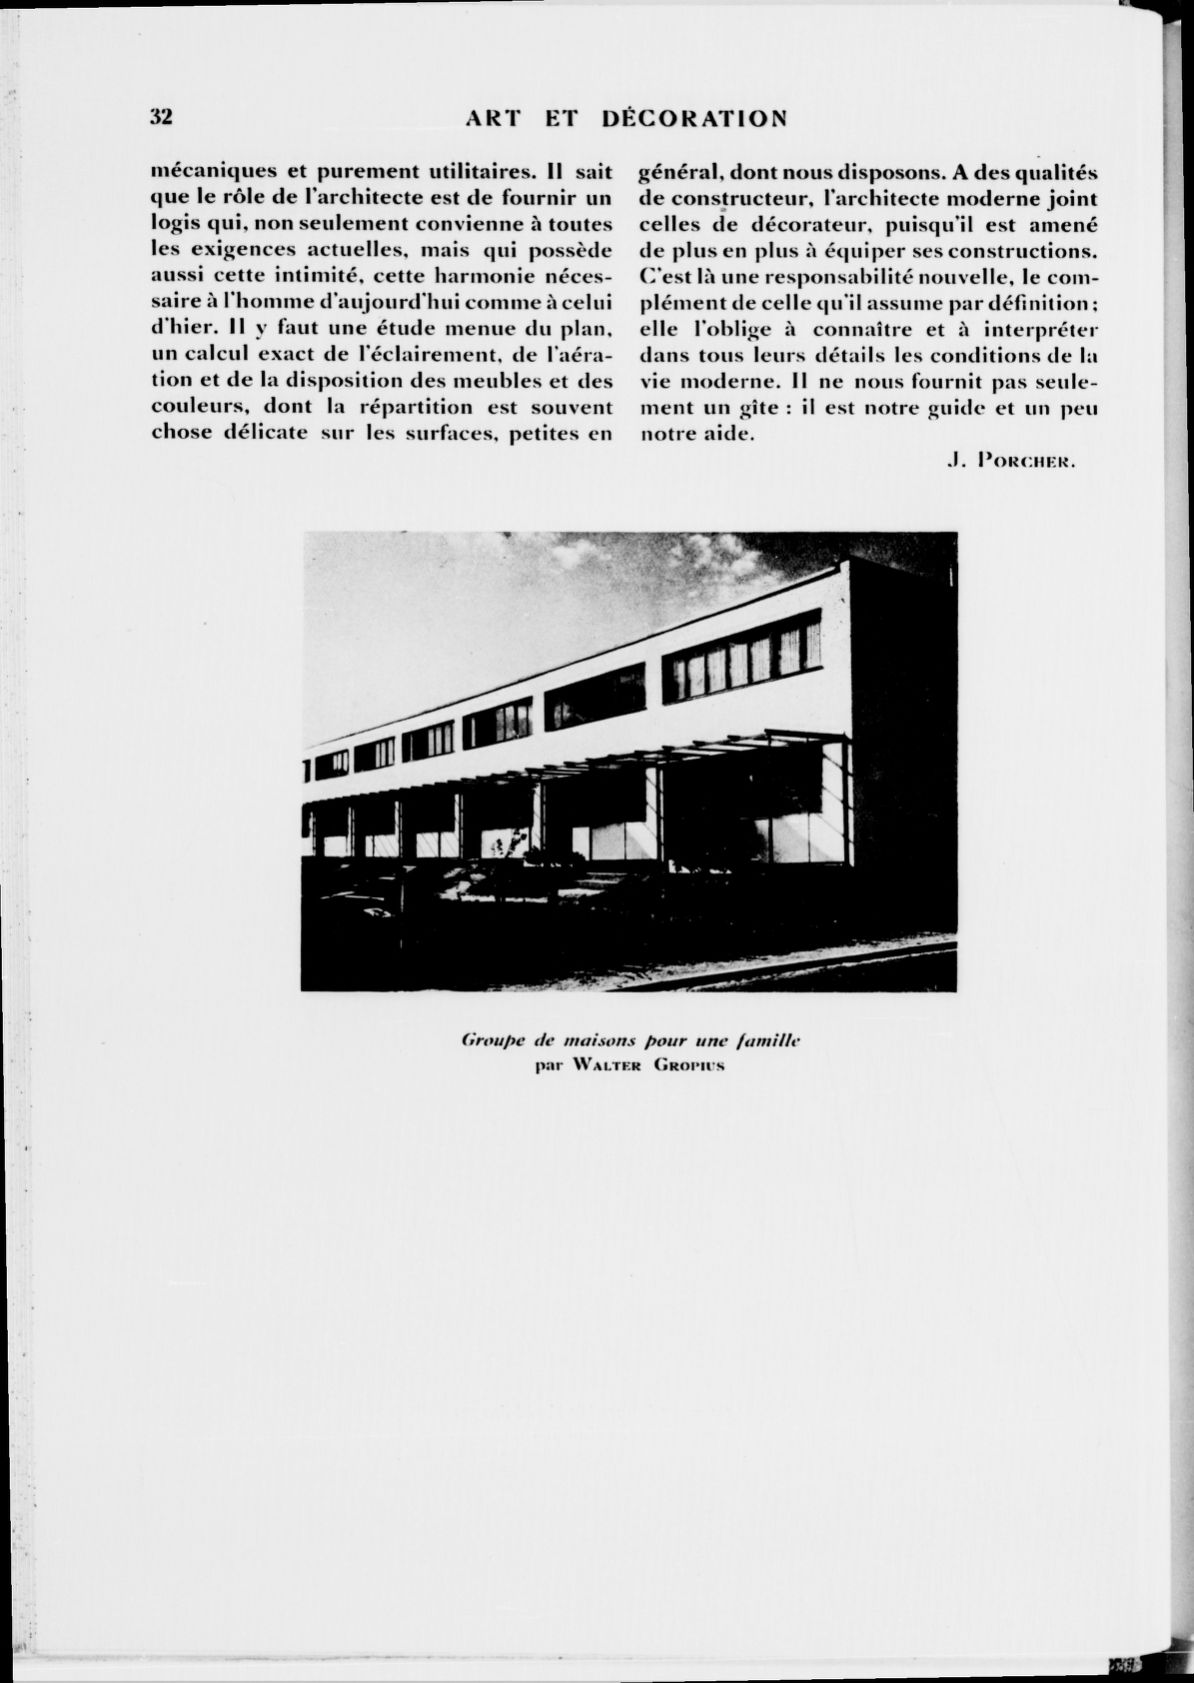 32
ART ET DÉCORATION
mécaniques et purement utilitaires. Il sait
que le rôle de l'architecte est de fournir un
logis qui, non seulement convienne à toutes
les exigences actuelles, mais qui possède
aussi cette intimité, cette harmonie néces-
saire à l'homme d'aujourd'hui comme à celui
d'hier. Il y faut une étude menue du plan,
un calcul exact de l'éclairement, de l'aéra-
tion et de la disposition des meubles et des
couleurs, dont la répartition est souvent
chose délicate sur les surfaces, petites en
général, dont nous disposons. A des qualités
de constructeur, l'architecte moderne joint
celles de décorateur, puisqu'il est amené
de plus en plus à équiper ses constructions.
C'est là une responsabilité nouvelle, le com-
plément de celle qu'il assume par définition ;
elle l'oblige à connaître et à interpréter
dans tous leurs détails les conditions de la
vie moderne. Il ne nous fournit pas seule-
ment un gîte : il est notre guide et un peu
notre aide.
J. PORCHER.
Groupe de maisons pour une famille
par WALTER GROPIUS